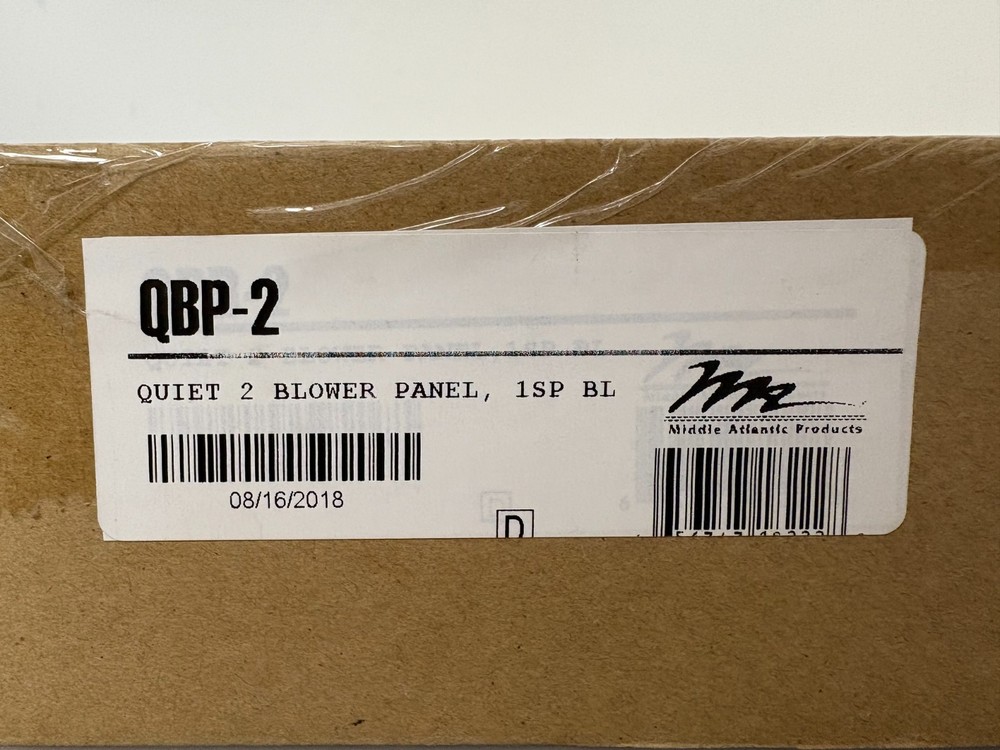 QBP-2
QUIET 2 BLOWER PANEL, 1SP BL
Middle Atlantic Products
08/16/2018
D